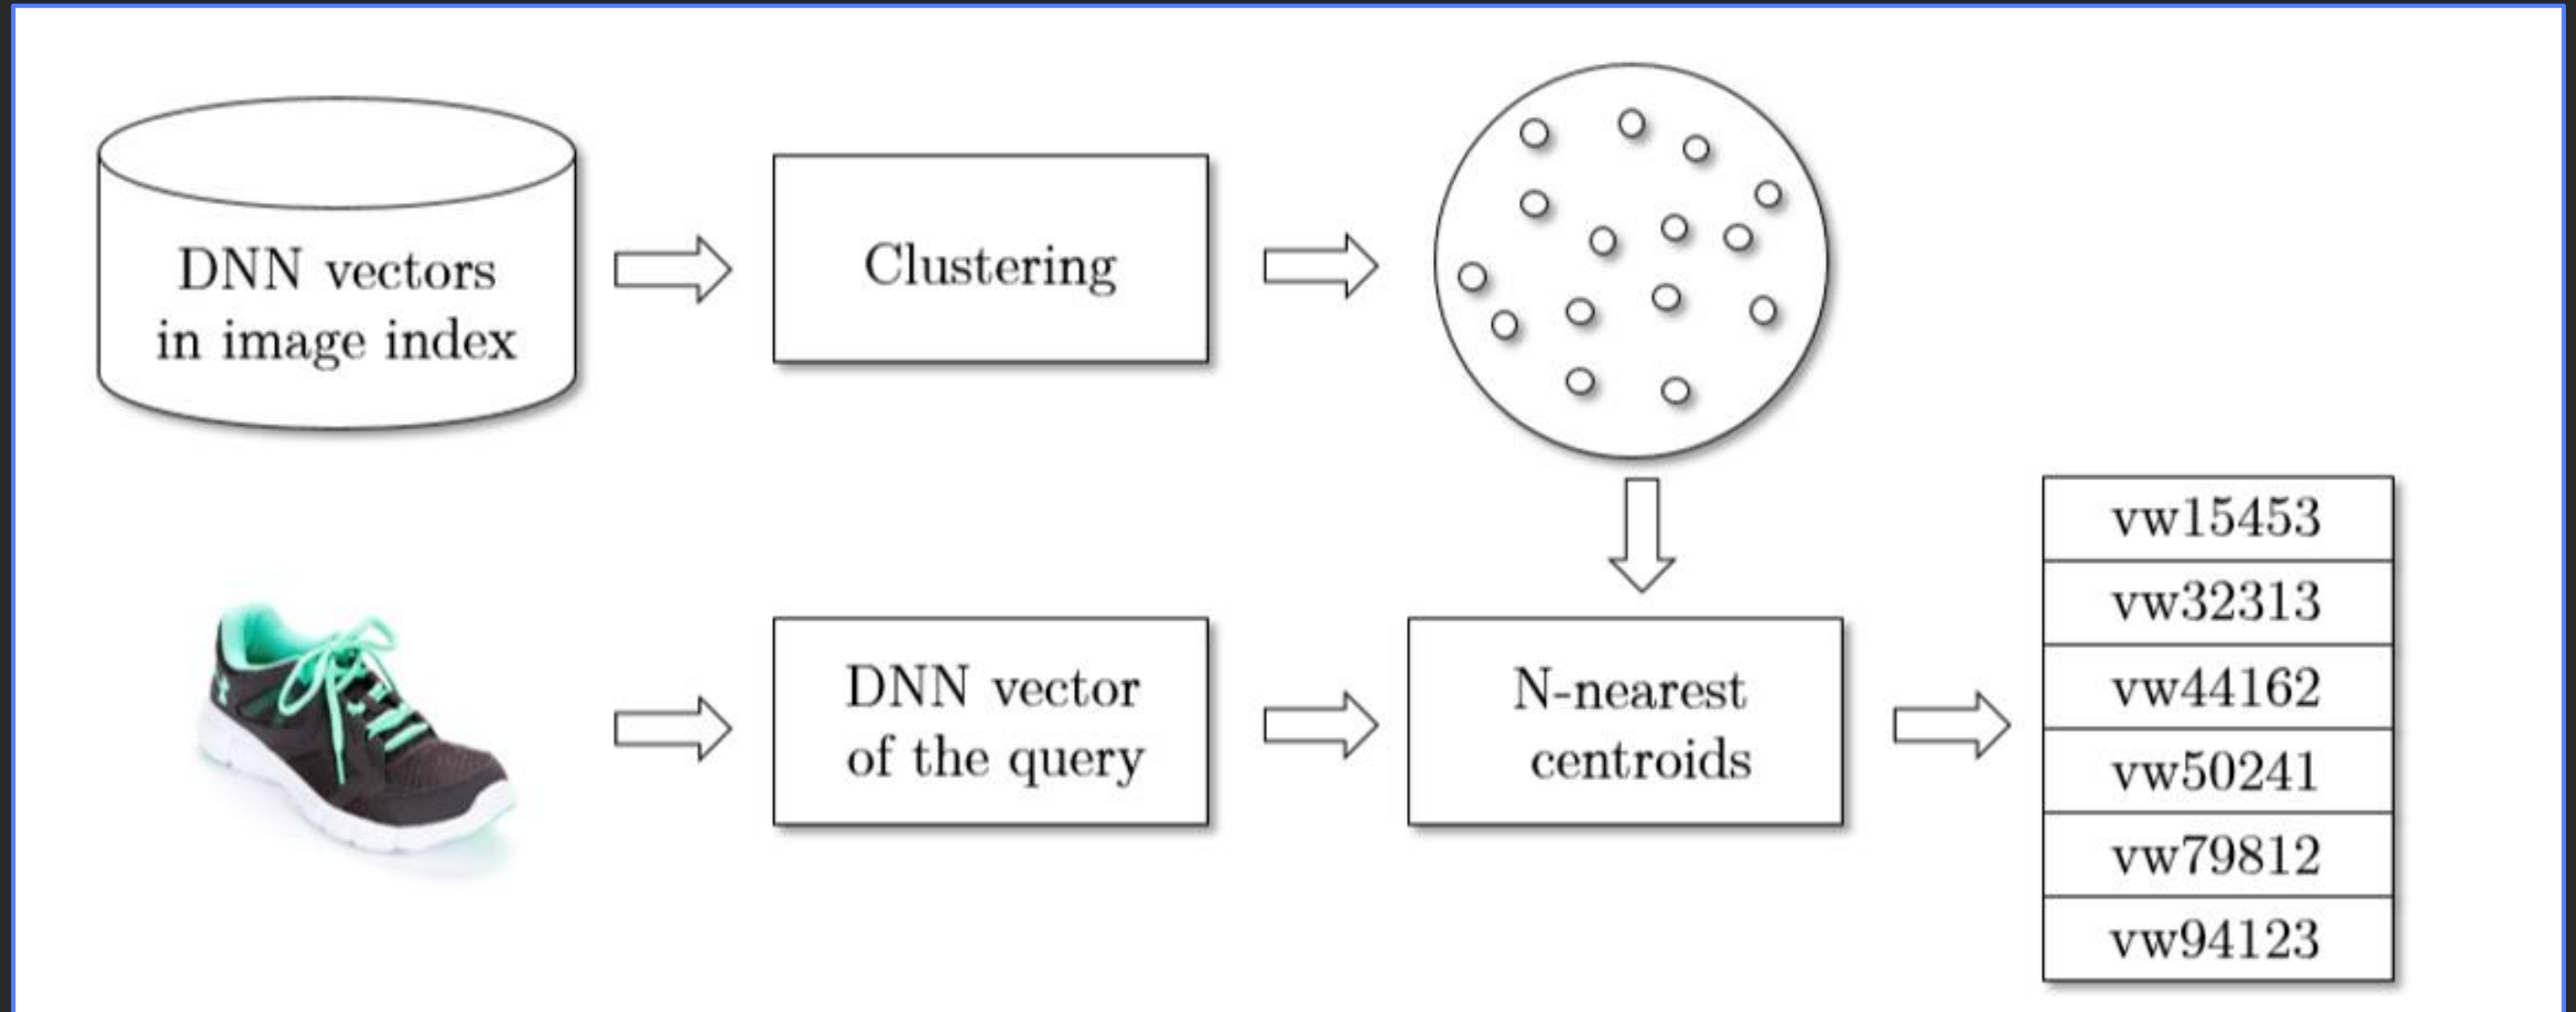 DNN vectors
in image index
Clustering
DNN vector
of the query
N-nearest
centroids
vw15453
vw32313
vw44162
vw50241
vw79812
vw94123